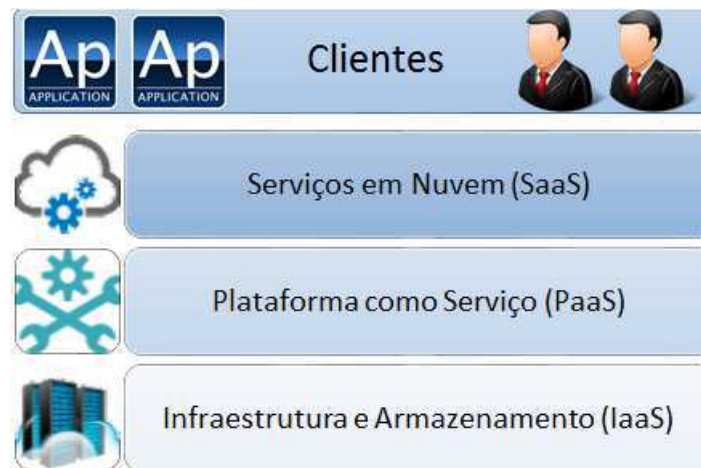 Ap Ap Clientes
APPLICATION APPLICATION
Serviços em Nuvem (SaaS)
Plataforma como Serviço (PaaS)
Infraestrutura e Armazenamento (IaaS)